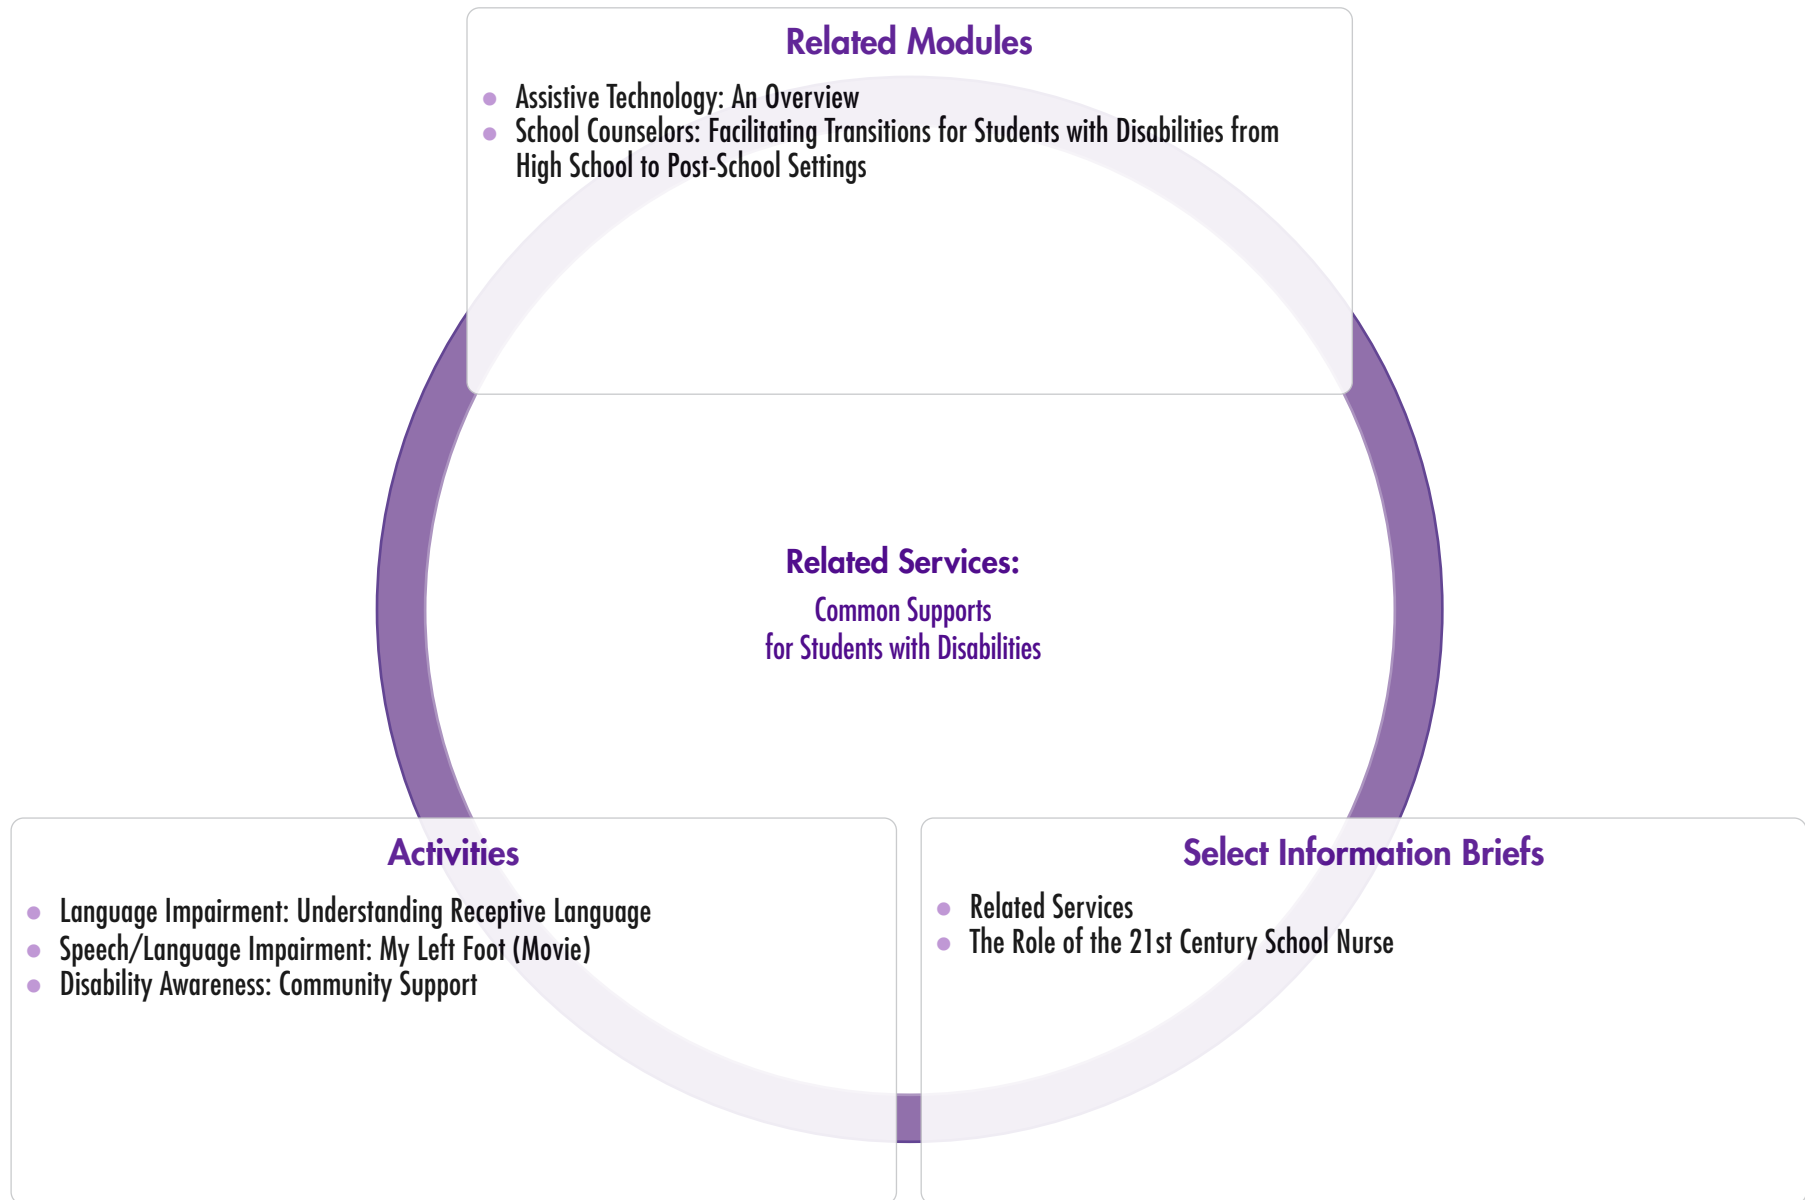 Related Modules
Assistive Technology: An Overview
School Counselors: Facilitating Transitions for Students with Disabilities from
High School to Post-School Settings
Related Services:
Common Supports
for Students with Disabilities
Activities
Language Impairment: Understanding Receptive Language
Speech/Language Impairment: My Left Foot (Movie)
Disability Awareness: Community Support
Select Information Briefs
Related Services
The Role of the 21st Century School Nurse